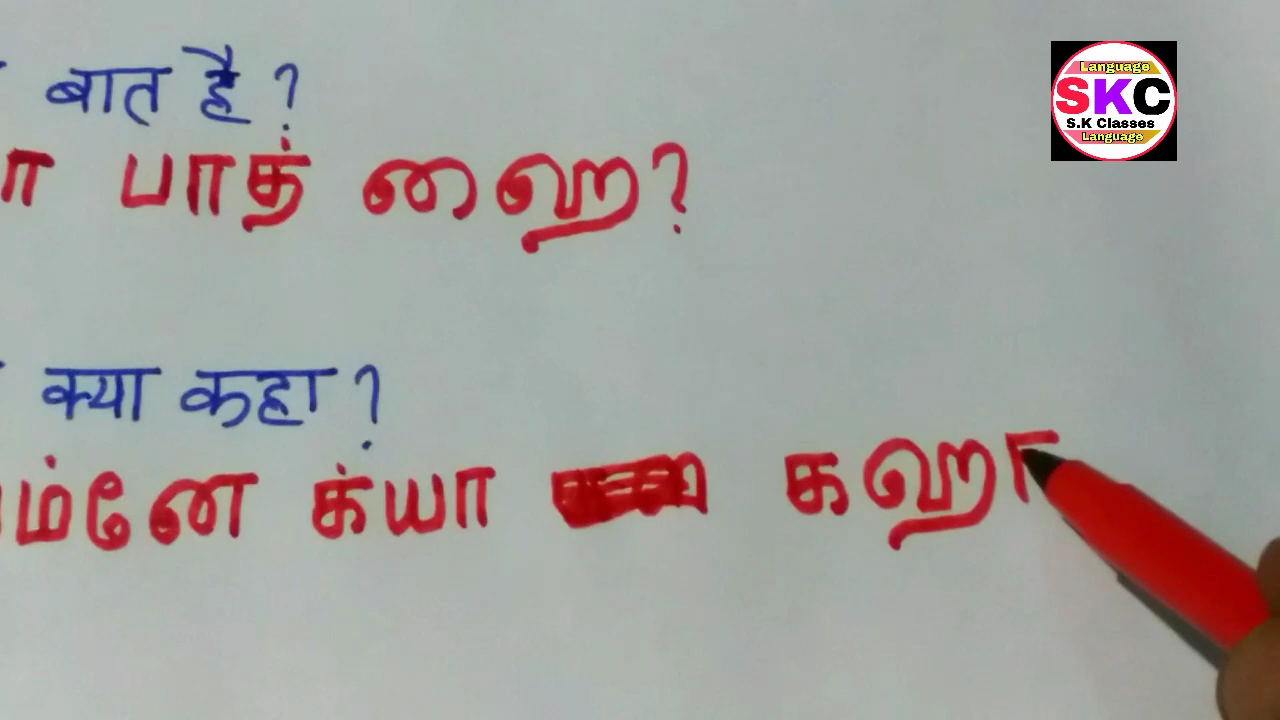 बात है ?
பாத் ஹை?
क्या कहा ?
க்யா கஹா
Language
SKC
S.K Classes
Language